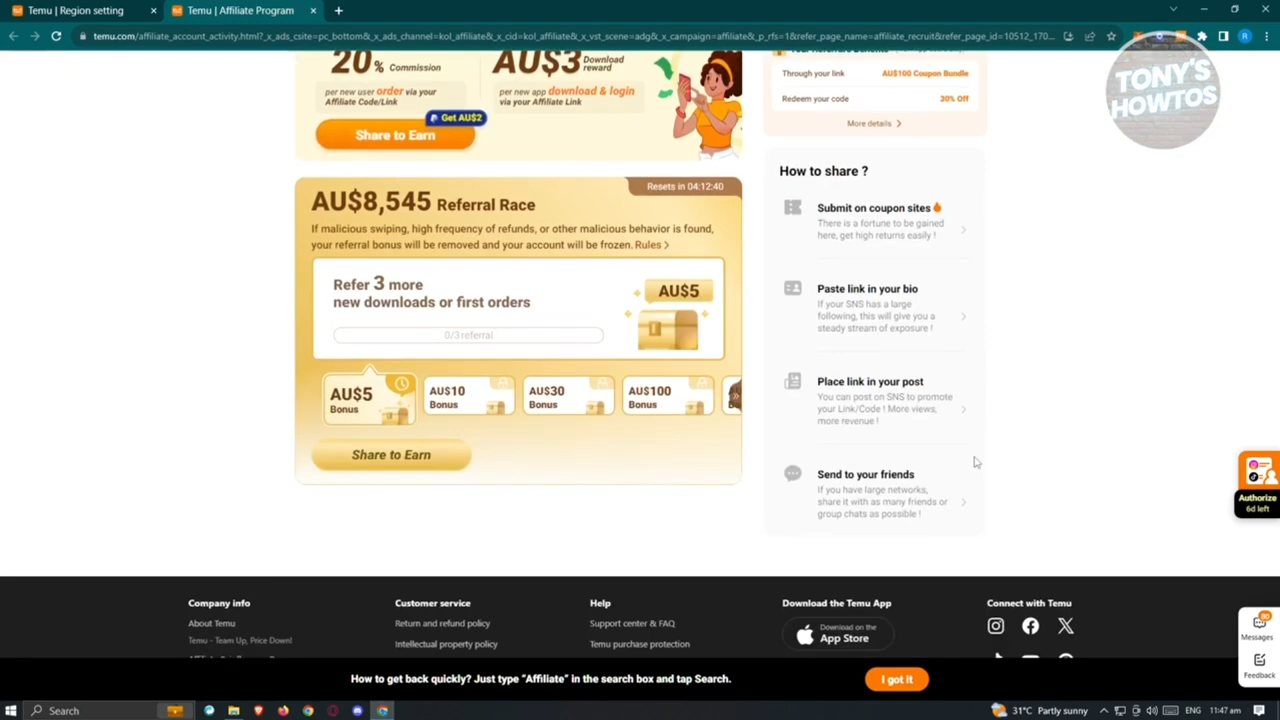 Temu | Region setting
Temu | Affiliate Program
temu.com/affiliate_account_activity.html?_x_ads_csite=pc_bottom&_x_ads_channel=kol_affiliate&_x_cid=kol_affiliate&_x_vst_scene=adg&_x_campaign=affiliate&_p_rfs=1&refer_page_name=affiliate_recruit&refer_page_id=10512_170...
R
TONY'S
HOWTOS
20% Commission
per new user order via your
Affiliate Code/Link
AU$3 Download
reward
per new app download & login
via your Affiliate Link
Get AU$2
Share to Earn
Your Referrals Benefits
Through your link AU$100 Coupon Bundle
Redeem your code 30% Off
More details
Resets in 04:12:40
AU$8,545 Referral Race
If malicious swiping, high frequency of refunds, or other malicious behavior is found,
your referral bonus will be removed and your account will be frozen. Rules >
Refer 3 more
new downloads or first orders
0/3 referral
AU$5
AU$5
Bonus
AU$10
Bonus
AU$30
Bonus
AU$100
Bonus
Share to Earn
How to share ?
Submit on coupon sites
There is a fortune to be gained
here, get high returns easily !
Paste link in your bio
If your SNS has a large
following, this will give you a
steady stream of exposure !
Place link in your post
You can post on SNS to promote
your Link/Code ! More views,
more revenue !
Send to your friends
If you have large networks,
share it with as many friends or
group chats as possible !
Authorize
6d left
Company info
About Temu
Temu - Team Up, Price Down!
Customer service
Return and refund policy
Intellectual property policy
Help
Support center & FAQ
Temu purchase protection
Download the Temu App
Download on the
App Store
Connect with Temu
80
Messages
Feedback
How to get back quickly? Just type "Affiliate" in the search box and tap Search.
I got it
Search
31°C Partly sunny
ENG
11:47 am